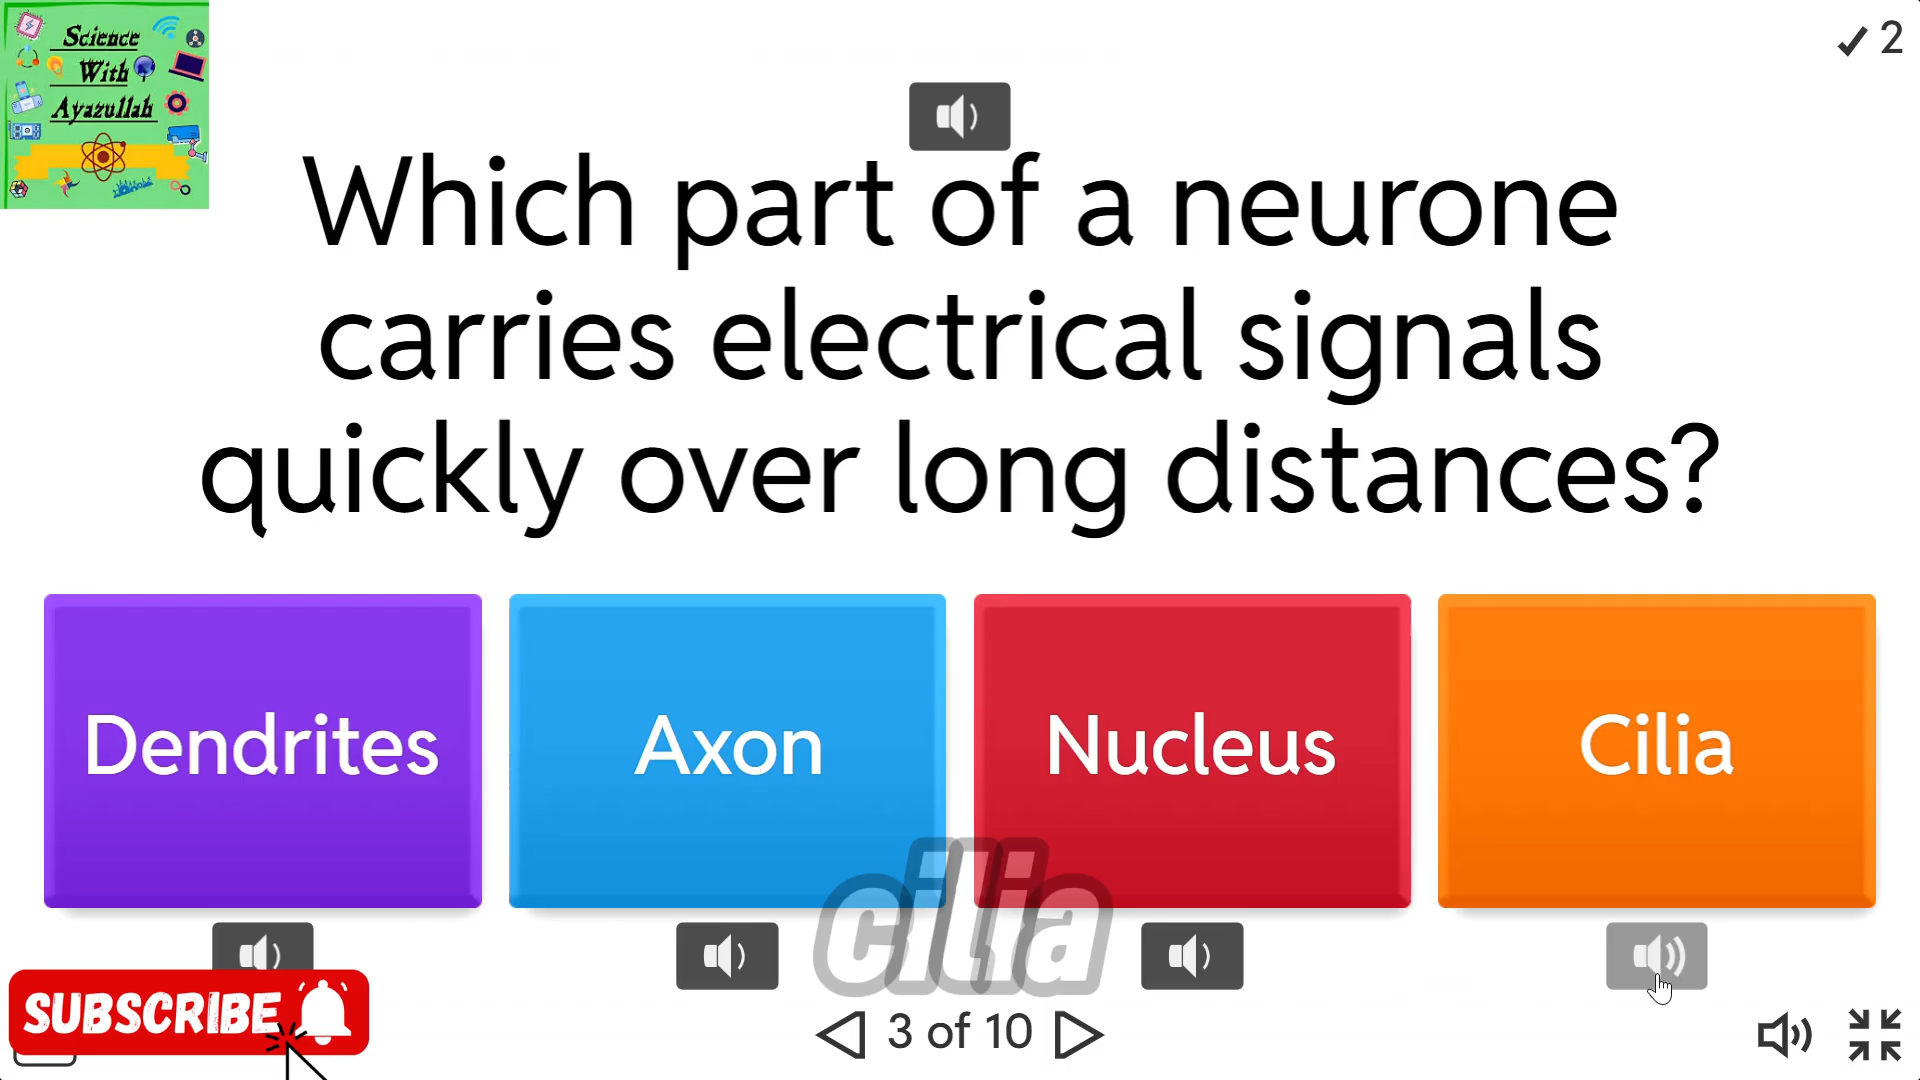 Science
With
Ayazullah
✓ 2
Which part of a neurone
carries electrical signals
quickly over long distances?
Dendrites
Axon
Nucleus
Cilia
cilia
SUBSCRIBE
3 of 10